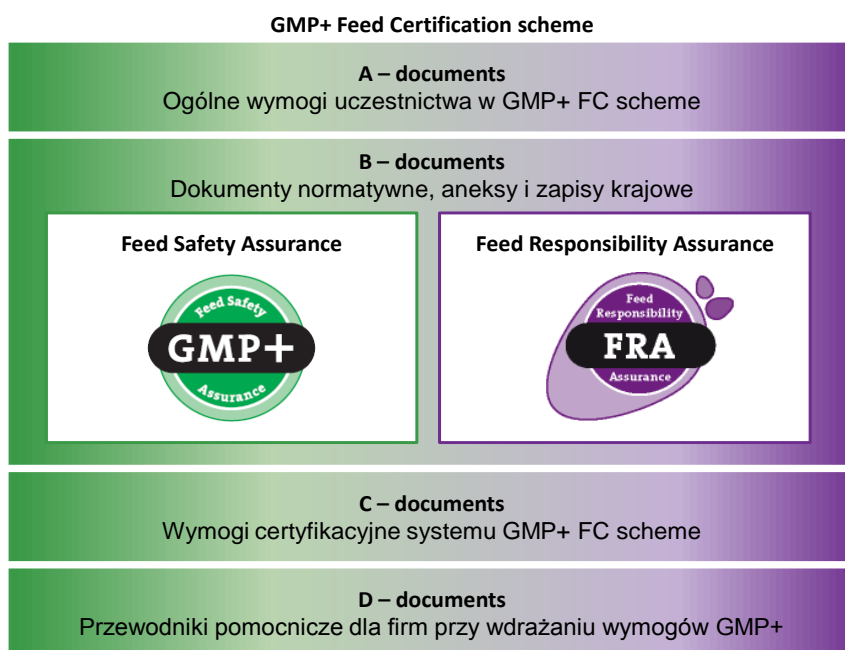 GMP+ Feed Certification scheme
A – documents
Ogólne wymogi uczestnictwa w GMP+ FC scheme
B – documents
Dokumenty normatywne, aneksy i zapisy krajowe
Feed Safety Assurance
Feed Safety
GMP+
Assurance
Feed Responsibility Assurance
Feed
Responsibility
FRA
Assurance
C – documents
Wymogi certyfikacyjne systemu GMP+ FC scheme
D – documents
Przewodniki pomocnicze dla firm przy wdrażaniu wymogów GMP+